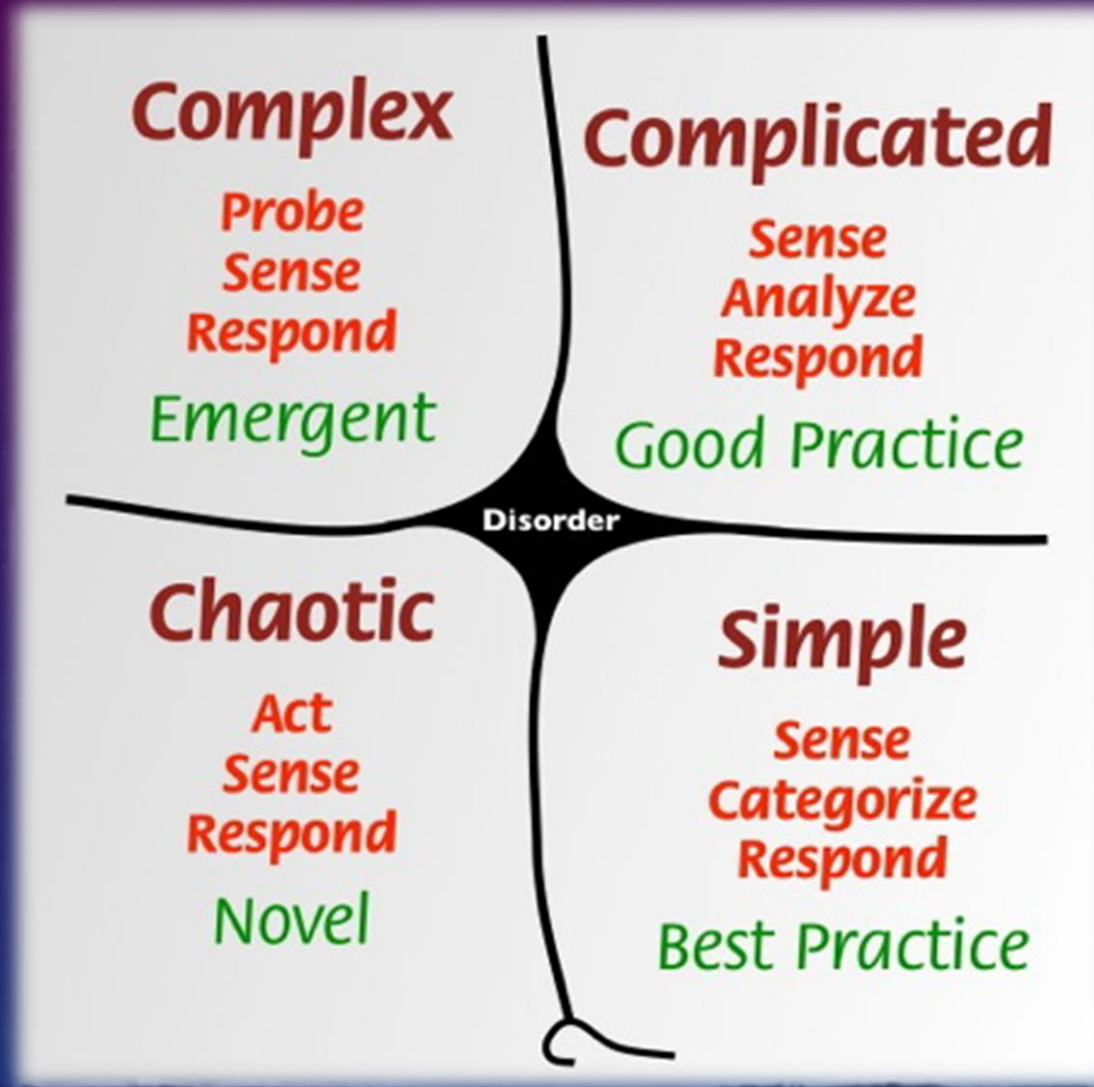 Complex
Probe
Sense
Respond
Emergent
Complicated
Sense
Analyze
Respond
Good Practice
Disorder
Chaotic
Act
Sense
Respond
Novel
Simple
Sense
Categorize
Respond
Best Practice